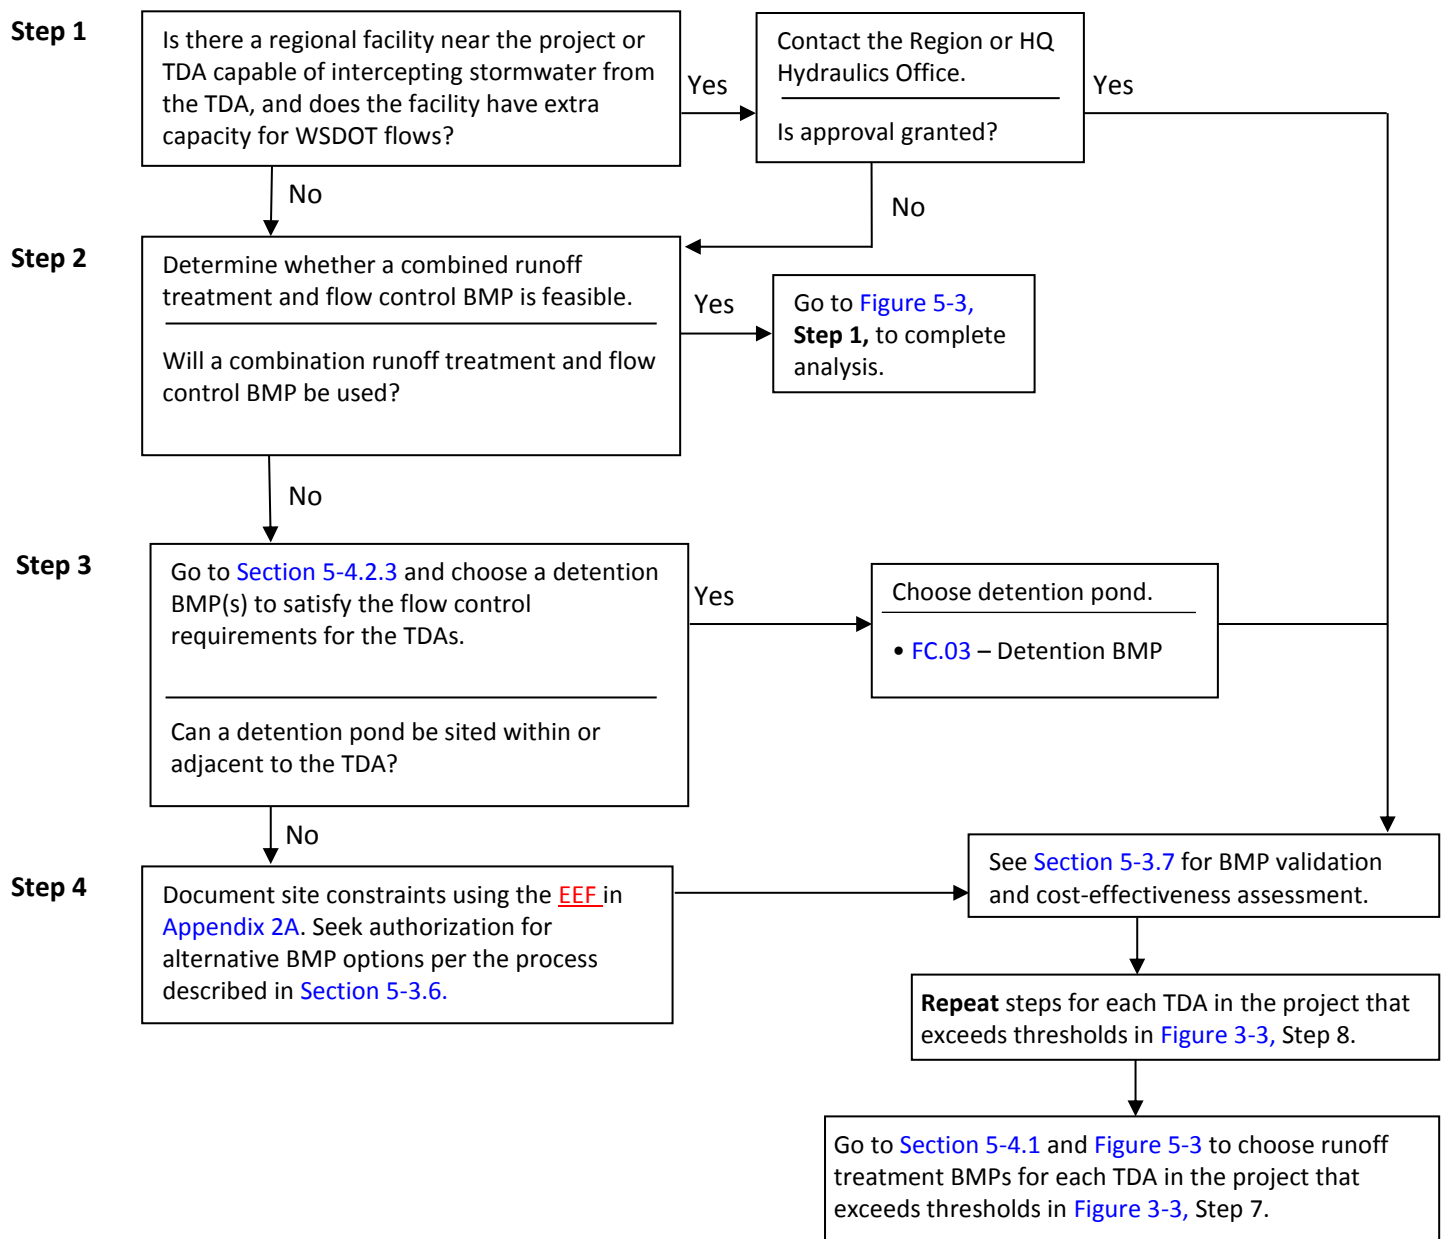 Step 1
Is there a regional facility near the project or
TDA capable of intercepting stormwater from
the TDA, and does the facility have extra
capacity for WSDOT flows?
Yes
Contact the Region or HQ
Hydraulics Office.
Is approval granted?
Yes
No
No
Step 2
Determine whether a combined runoff
treatment and flow control BMP is feasible.
Will a combination runoff treatment and flow
control BMP be used?
Yes
Go to Figure 5-3,
Step 1, to complete
analysis.
No
Step 3
Go to Section 5-4.2.3 and choose a detention
BMP(s) to satisfy the flow control
requirements for the TDAs.
Can a detention pond be sited within or
adjacent to the TDA?
Yes
Choose detention pond.
• FC.03 – Detention BMP
No
Step 4
Document site constraints using the EEF in
Appendix 2A. Seek authorization for
alternative BMP options per the process
described in Section 5-3.6.
See Section 5-3.7 for BMP validation
and cost-effectiveness assessment.
Repeat steps for each TDA in the project that
exceeds thresholds in Figure 3-3, Step 8.
Go to Section 5-4.1 and Figure 5-3 to choose runoff
treatment BMPs for each TDA in the project that
exceeds thresholds in Figure 3-3, Step 7.